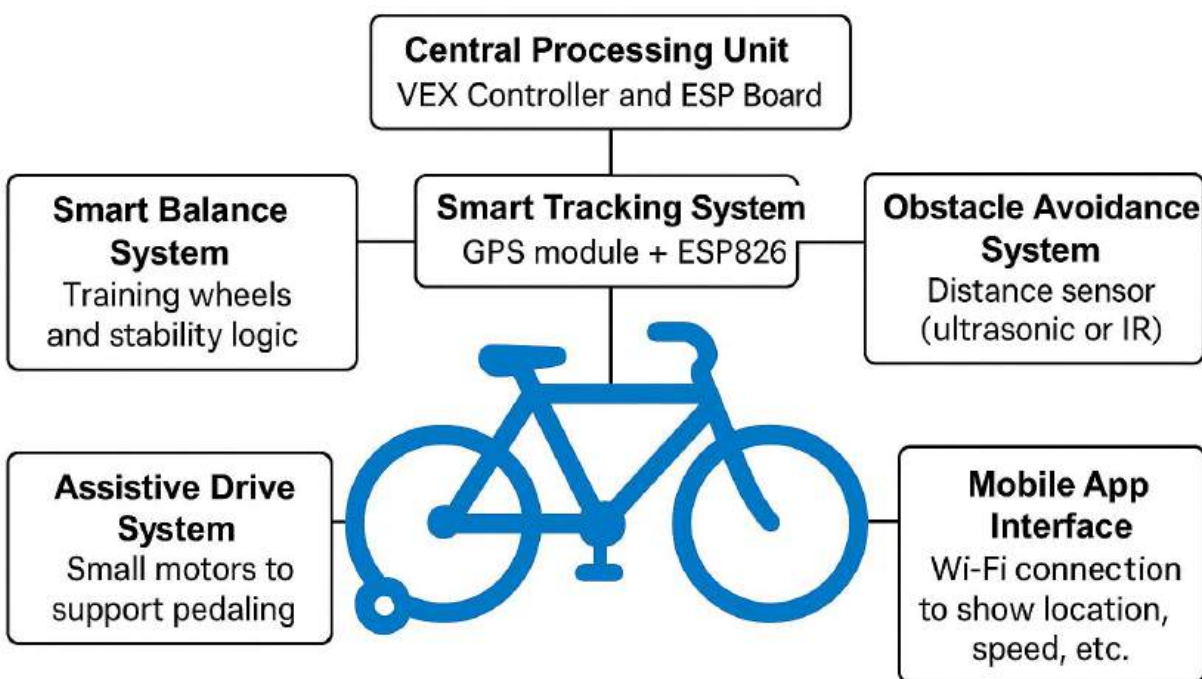 Central Processing Unit
VEX Controller and ESP Board
Smart Balance
System
Training wheels
and stability logic
Smart Tracking System
GPS module + ESP826
Obstacle Avoidance
System
Distance sensor
(ultrasonic or IR)
Assistive Drive
System
Small motors to
support pedaling
Mobile App
Interface
Wi-Fi connection
to show location,
speed, etc.